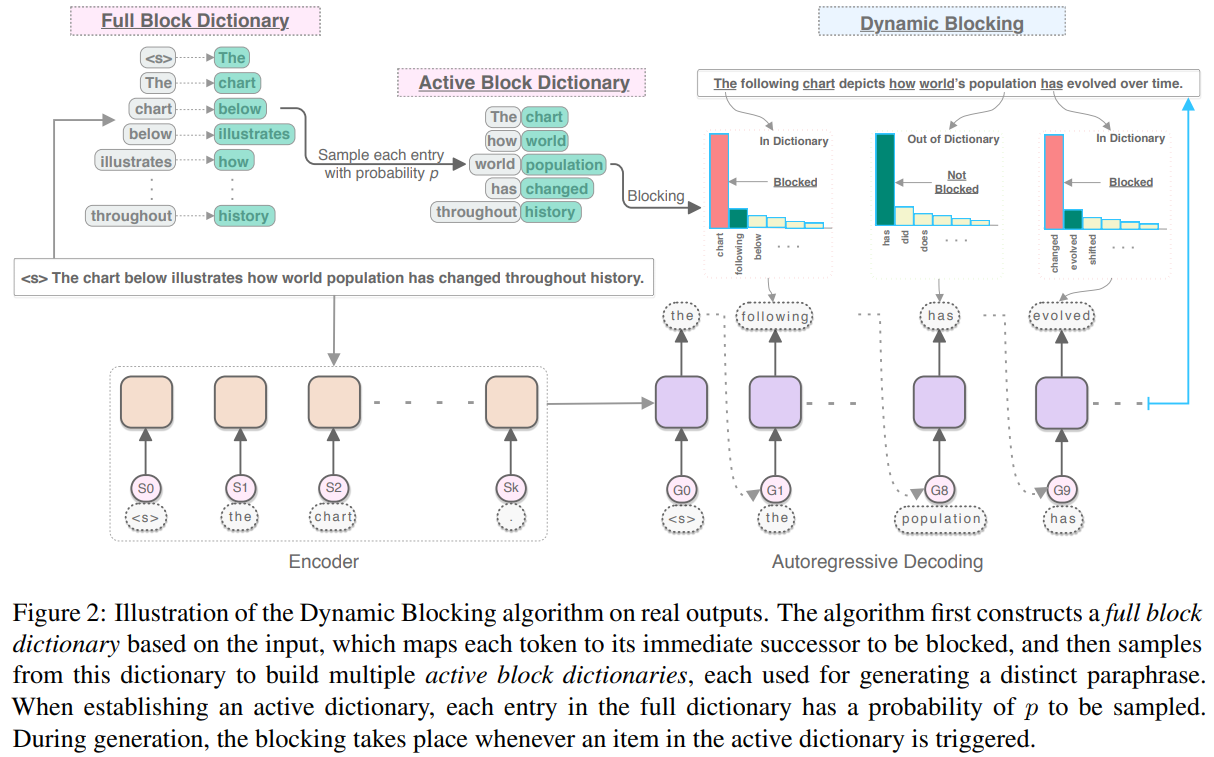 Full Block Dictionary
<s> The
The chart
chart below
below illustrates
illustrates how
throughout history
Sample each entry
with probability p
Active Block Dictionary
The chart
how world
world population
has changed
throughout history
Blocking
Dynamic Blocking
The following chart depicts how world's population has evolved over time.
In Dictionary
Blocked
chart
following
below
. . .
Out of Dictionary
Not
Blocked
has
did
does
. . .
In Dictionary
Blocked
changed
evolved
shifted
. . .
<s> The chart below illustrates how world population has changed throughout history.
the following has evolved
S0 S1 S2 Sk
<s> the chart .
Encoder
G0 G1 G8 G9
<s> the population has
Autoregressive Decoding
Figure 2: Illustration of the Dynamic Blocking algorithm on real outputs. The algorithm first constructs a full block
dictionary based on the input, which maps each token to its immediate successor to be blocked, and then samples
from this dictionary to build multiple active block dictionaries, each used for generating a distinct paraphrase.
When establishing an active dictionary, each entry in the full dictionary has a probability of p to be sampled.
During generation, the blocking takes place whenever an item in the active dictionary is triggered.